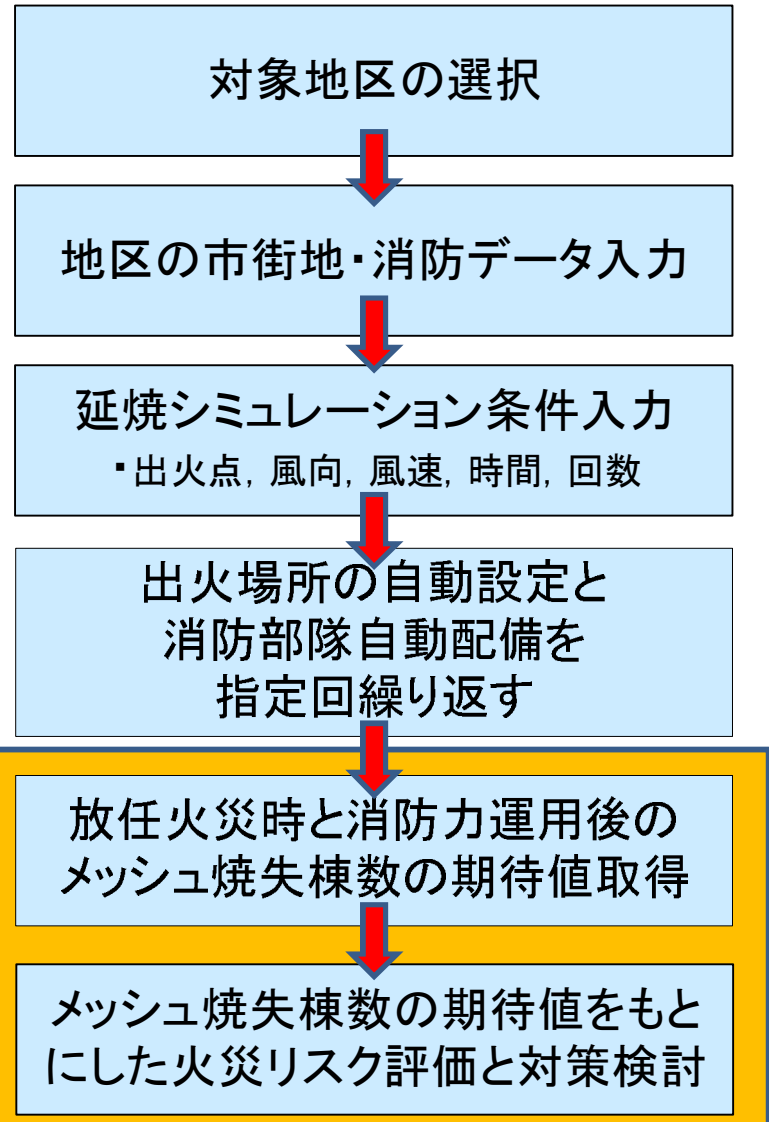 対象地区の選択
地区の市街地・消防データ入力
延焼シミュレーション条件入力
・出火点, 風向, 風速, 時間, 回数
出火場所の自動設定と
消防部隊自動配備を
指定回繰り返す
放任火災時と消防力運用後の
メッシュ焼失棟数の期待値取得
メッシュ焼失棟数の期待値をもと
にした火災リスク評価と対策検討